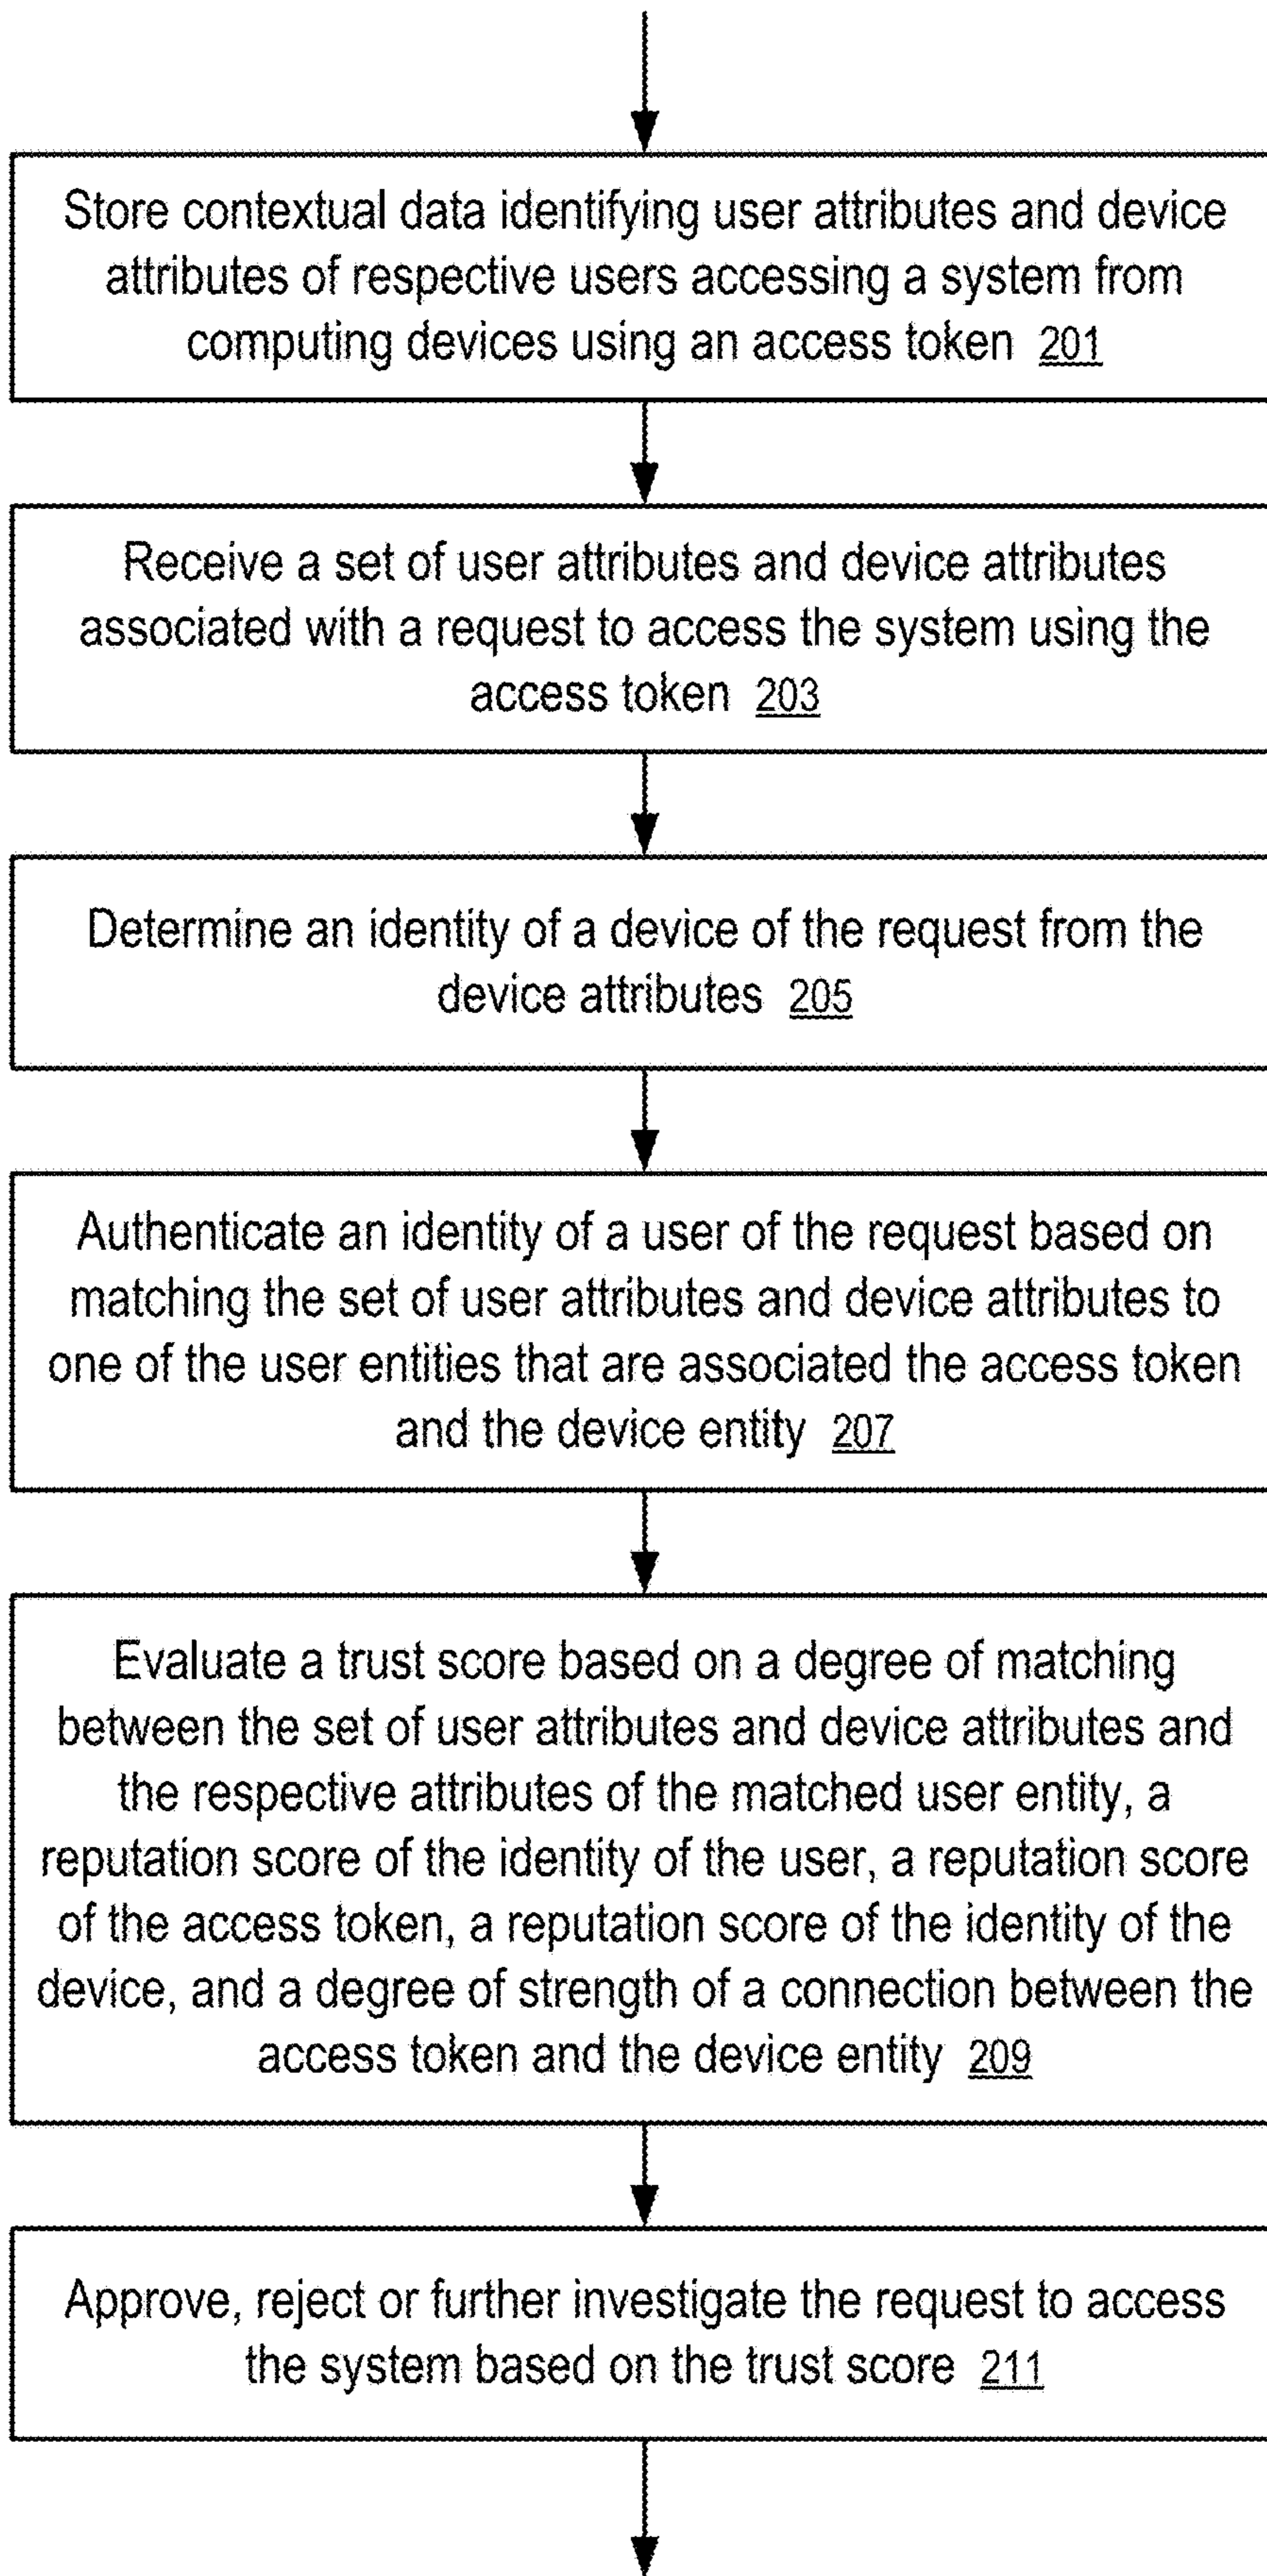 Store contextual data identifying user attributes and device
attributes of respective users accessing a system from
computing devices using an access token 201
Receive a set of user attributes and device attributes
associated with a request to access the system using the
access token 203
Determine an identity of a device of the request from the
device attributes 205
Authenticate an identity of a user of the request based on
matching the set of user attributes and device attributes to
one of the user entities that are associated the access token
and the device entity 207
Evaluate a trust score based on a degree of matching
between the set of user attributes and device attributes and
the respective attributes of the matched user entity, a
reputation score of the identity of the user, a reputation score
of the access token, a reputation score of the identity of the
device, and a degree of strength of a connection between the
access token and the device entity 209
Approve, reject or further investigate the request to access
the system based on the trust score 211